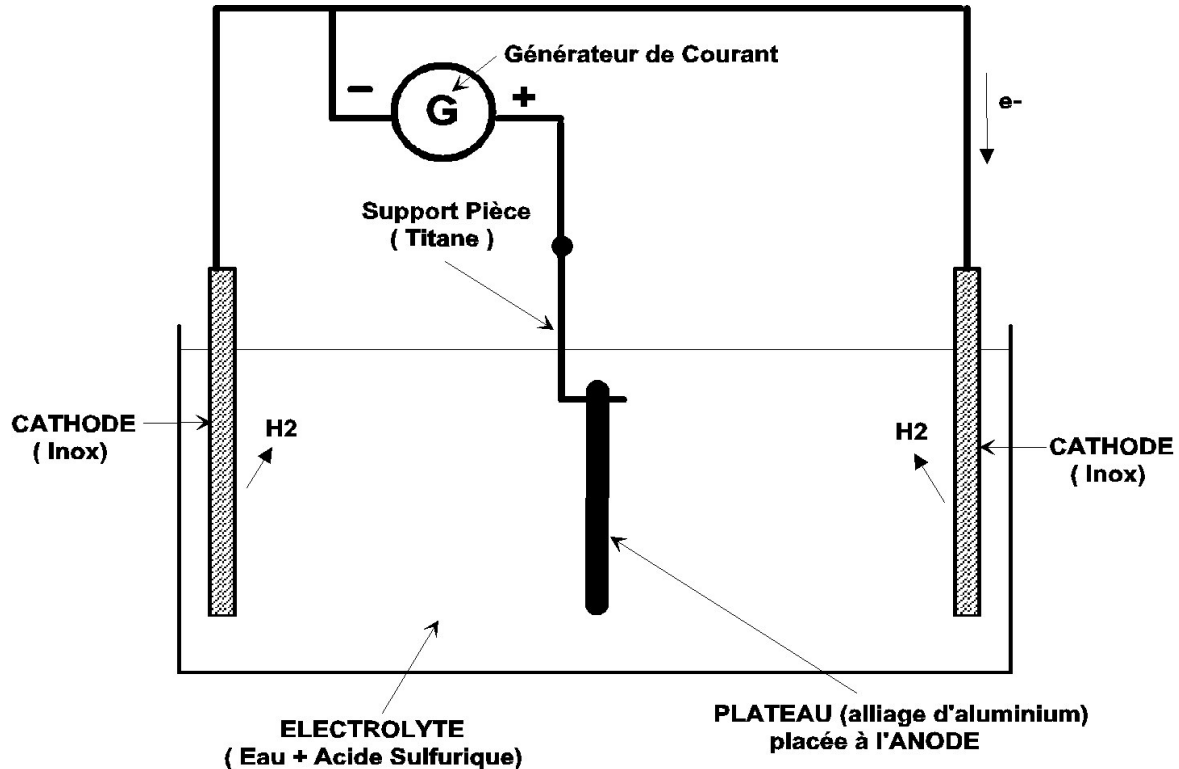 Générateur de Courant
−
G
+
e-
Support Pièce
( Titane )
CATHODE
( Inox)
H2
H2
CATHODE
( Inox)
ELECTROLYTE
( Eau + Acide Sulfurique)
PLATEAU (alliage d'aluminium)
placée à l'ANODE